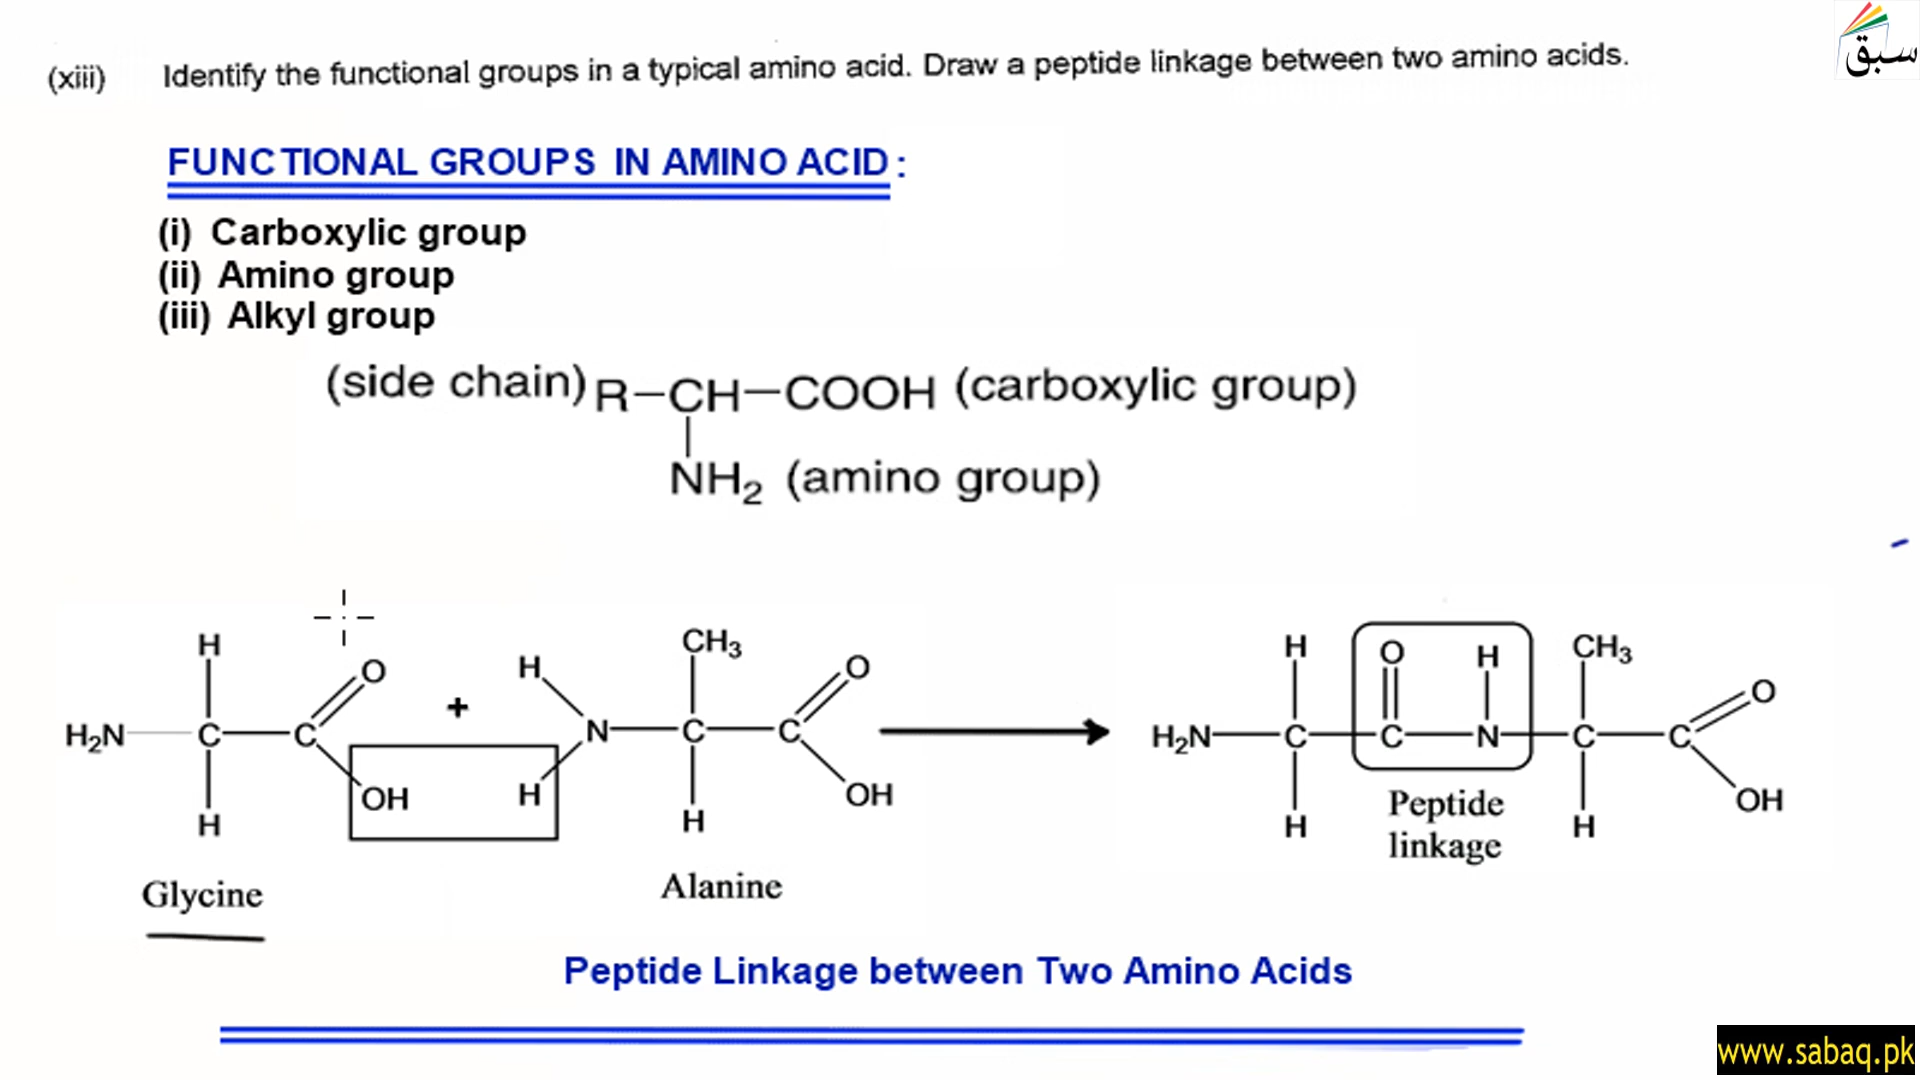 سبق
(xiii) Identify the functional groups in a typical amino acid. Draw a peptide linkage between two amino acids.
FUNCTIONAL GROUPS IN AMINO ACID :
(i) Carboxylic group
(ii) Amino group
(iii) Alkyl group
(side chain) R–CH–COOH (carboxylic group)
NH₂ (amino group)
H O + H CH₃ O H O H CH₃ O
H₂N C C N C C H₂N C C N C C
OH H OH OH
H H H H
Peptide
linkage
Glycine Alanine
Peptide Linkage between Two Amino Acids
www.sabaq.pk